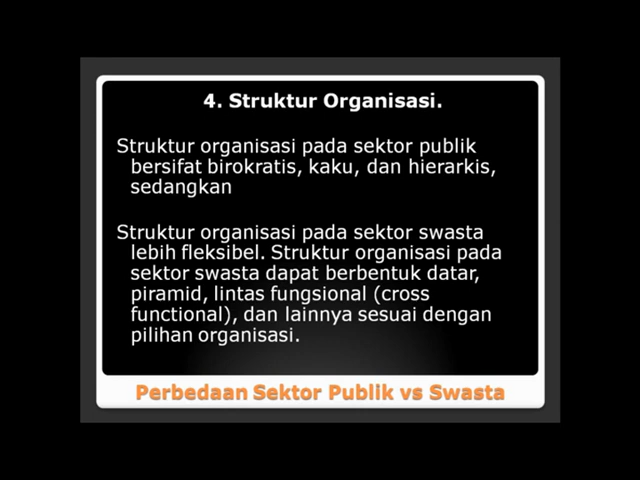 4. Struktur Organisasi.
Struktur organisasi pada sektor publik
bersifat birokratis, kaku, dan hierarkis,
sedangkan
Struktur organisasi pada sektor swasta
lebih fleksibel. Struktur organisasi pada
sektor swasta dapat berbentuk datar,
piramid, lintas fungsional (cross
functional), dan lainnya sesuai dengan
pilihan organisasi.
Perbedaan Sektor Publik vs Swasta